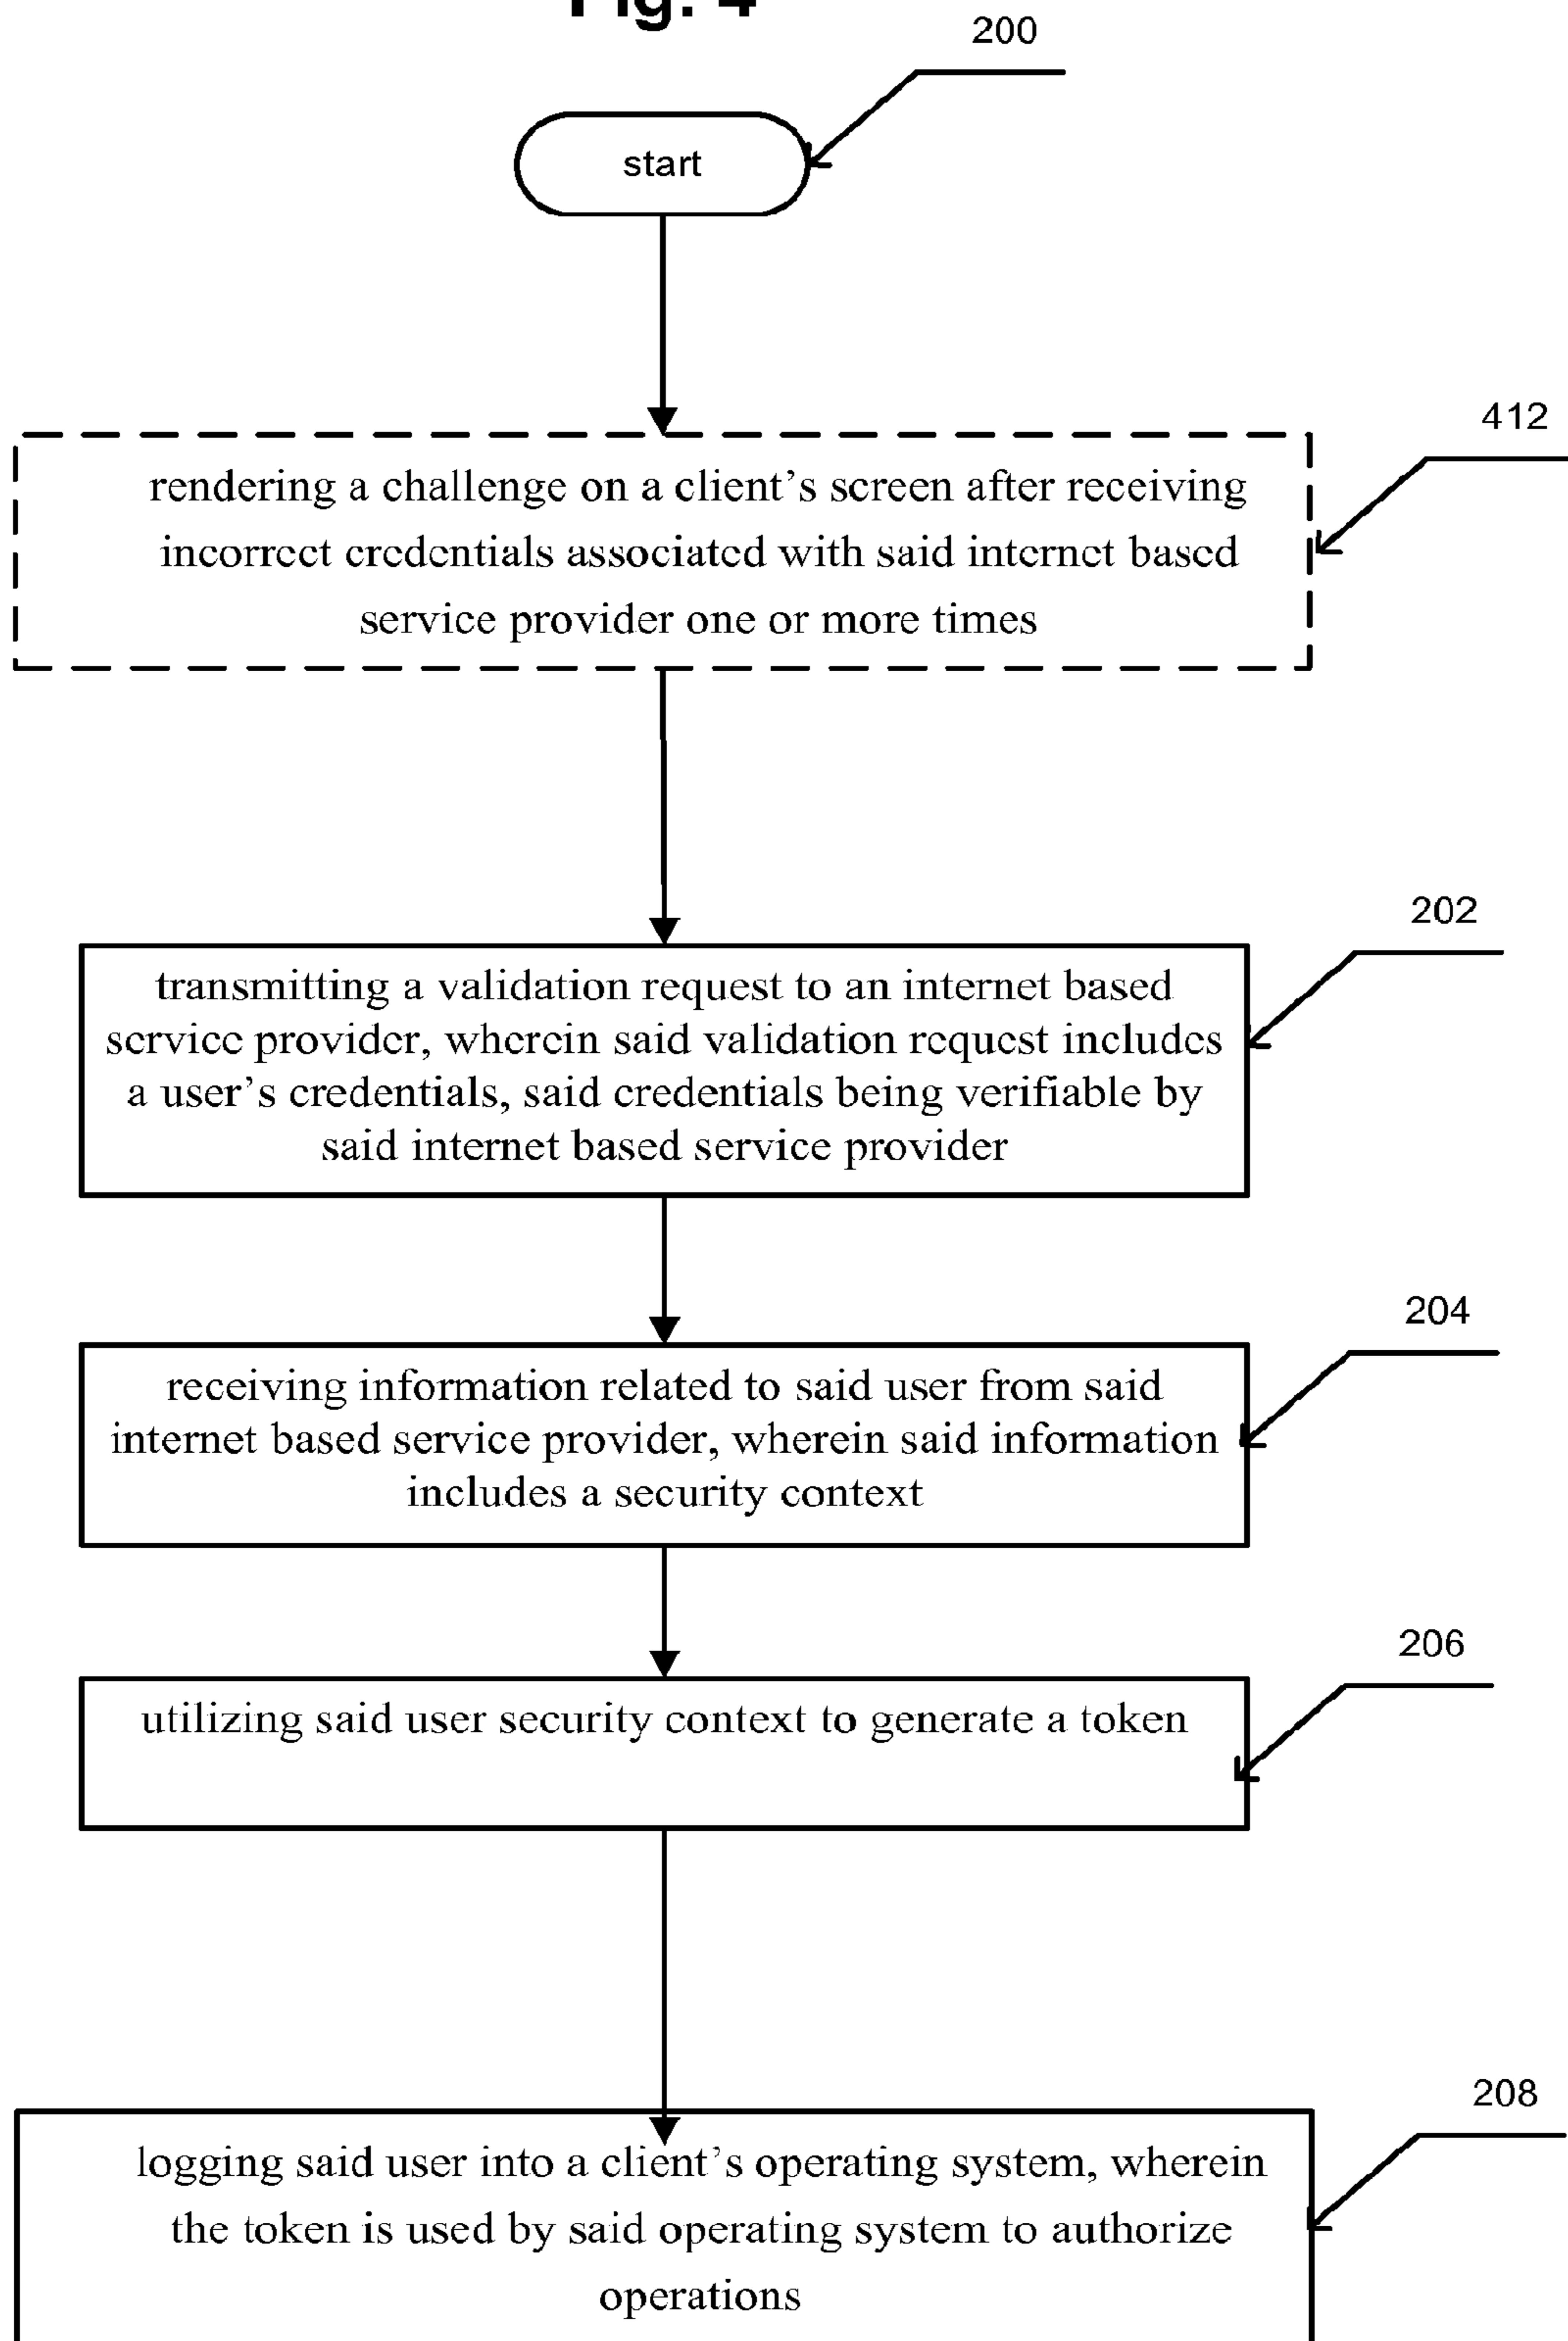 Fig. 4
200
start
412
rendering a challenge on a client's screen after receiving
incorrect credentials associated with said internet based
service provider one or more times
202
transmitting a validation request to an internet based
service provider, wherein said validation request includes
a user's credentials, said credentials being verifiable by
said internet based service provider
204
receiving information related to said user from said
internet based service provider, wherein said information
includes a security context
206
utilizing said user security context to generate a token
208
logging said user into a client's operating system, wherein
the token is used by said operating system to authorize
operations